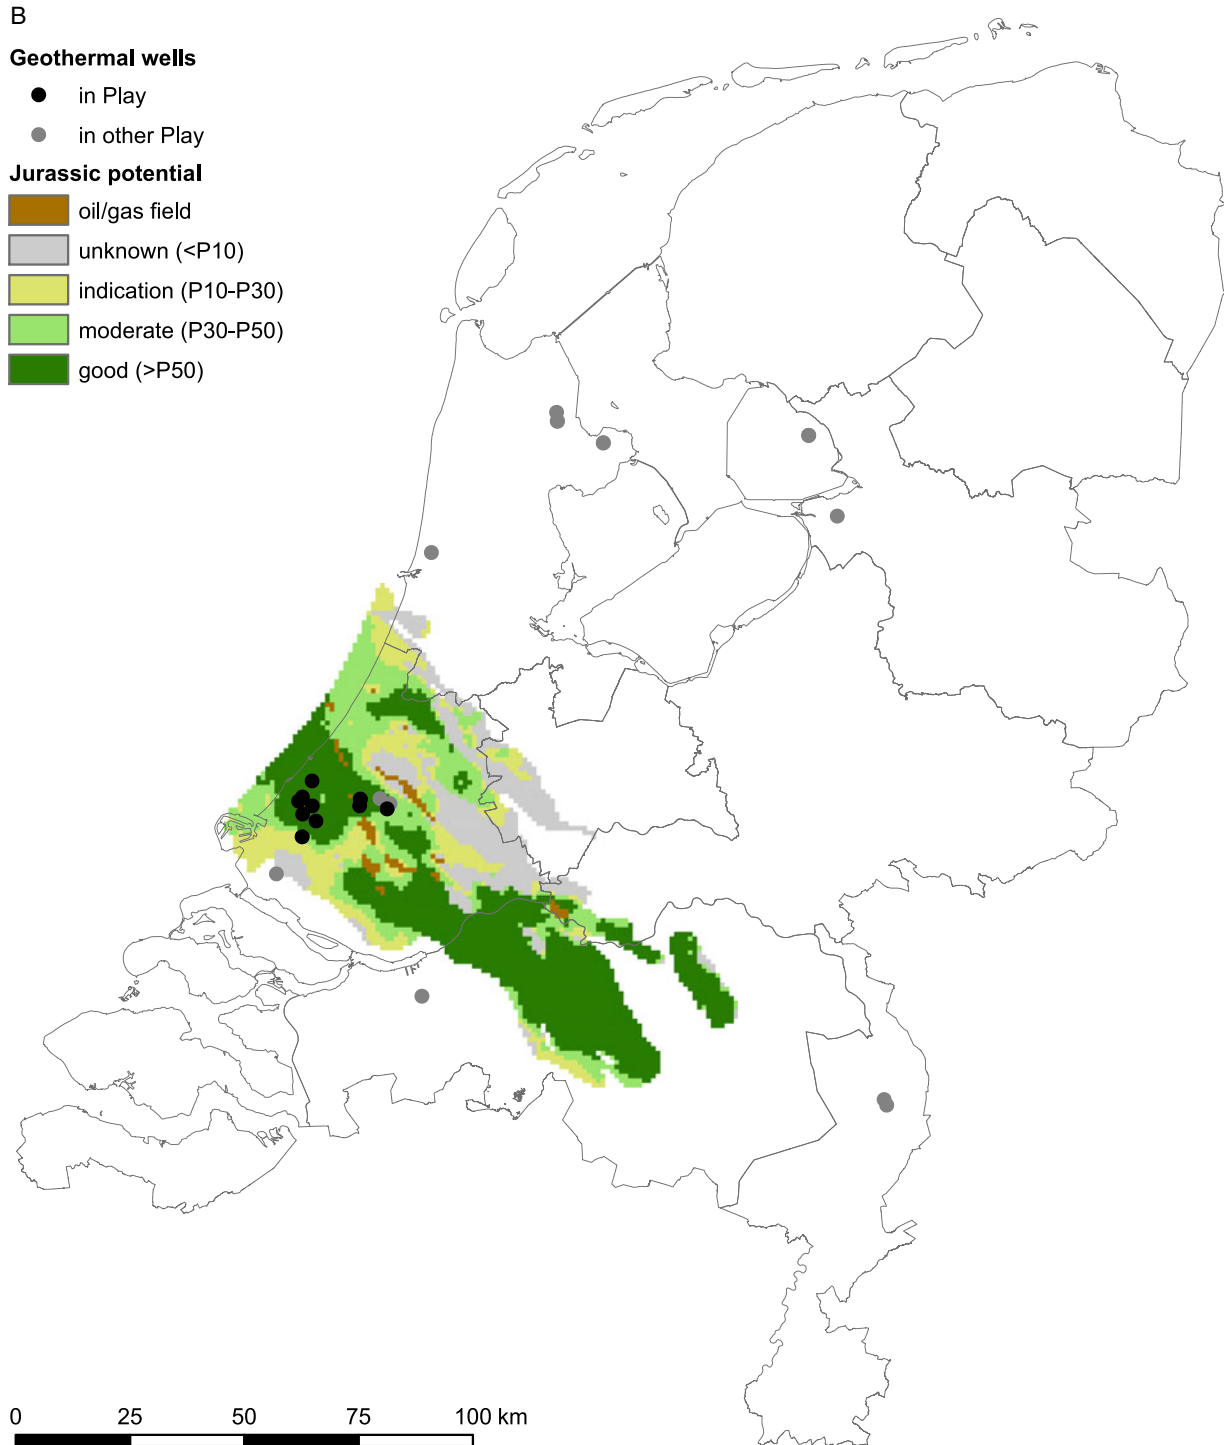 B
Geothermal wells
in Play
in other Play
Jurassic potential
oil/gas field
unknown (<P10)
indication (P10-P30)
moderate (P30-P50)
good (>P50)
0 25 50 75 100 km